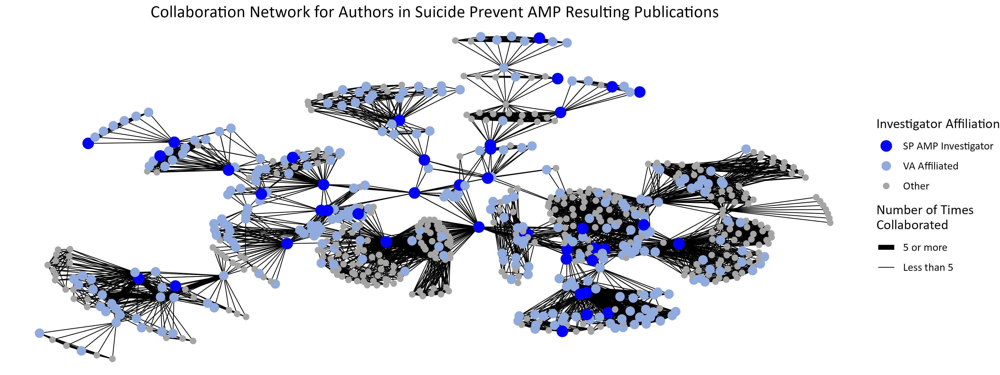 Collaboration Network for Authors in Suicide Prevent AMP Resulting Publications
Investigator Affiliation
SP AMP Investigator
VA Affiliated
Other
Number of Times
Collaborated
5 or more
Less than 5